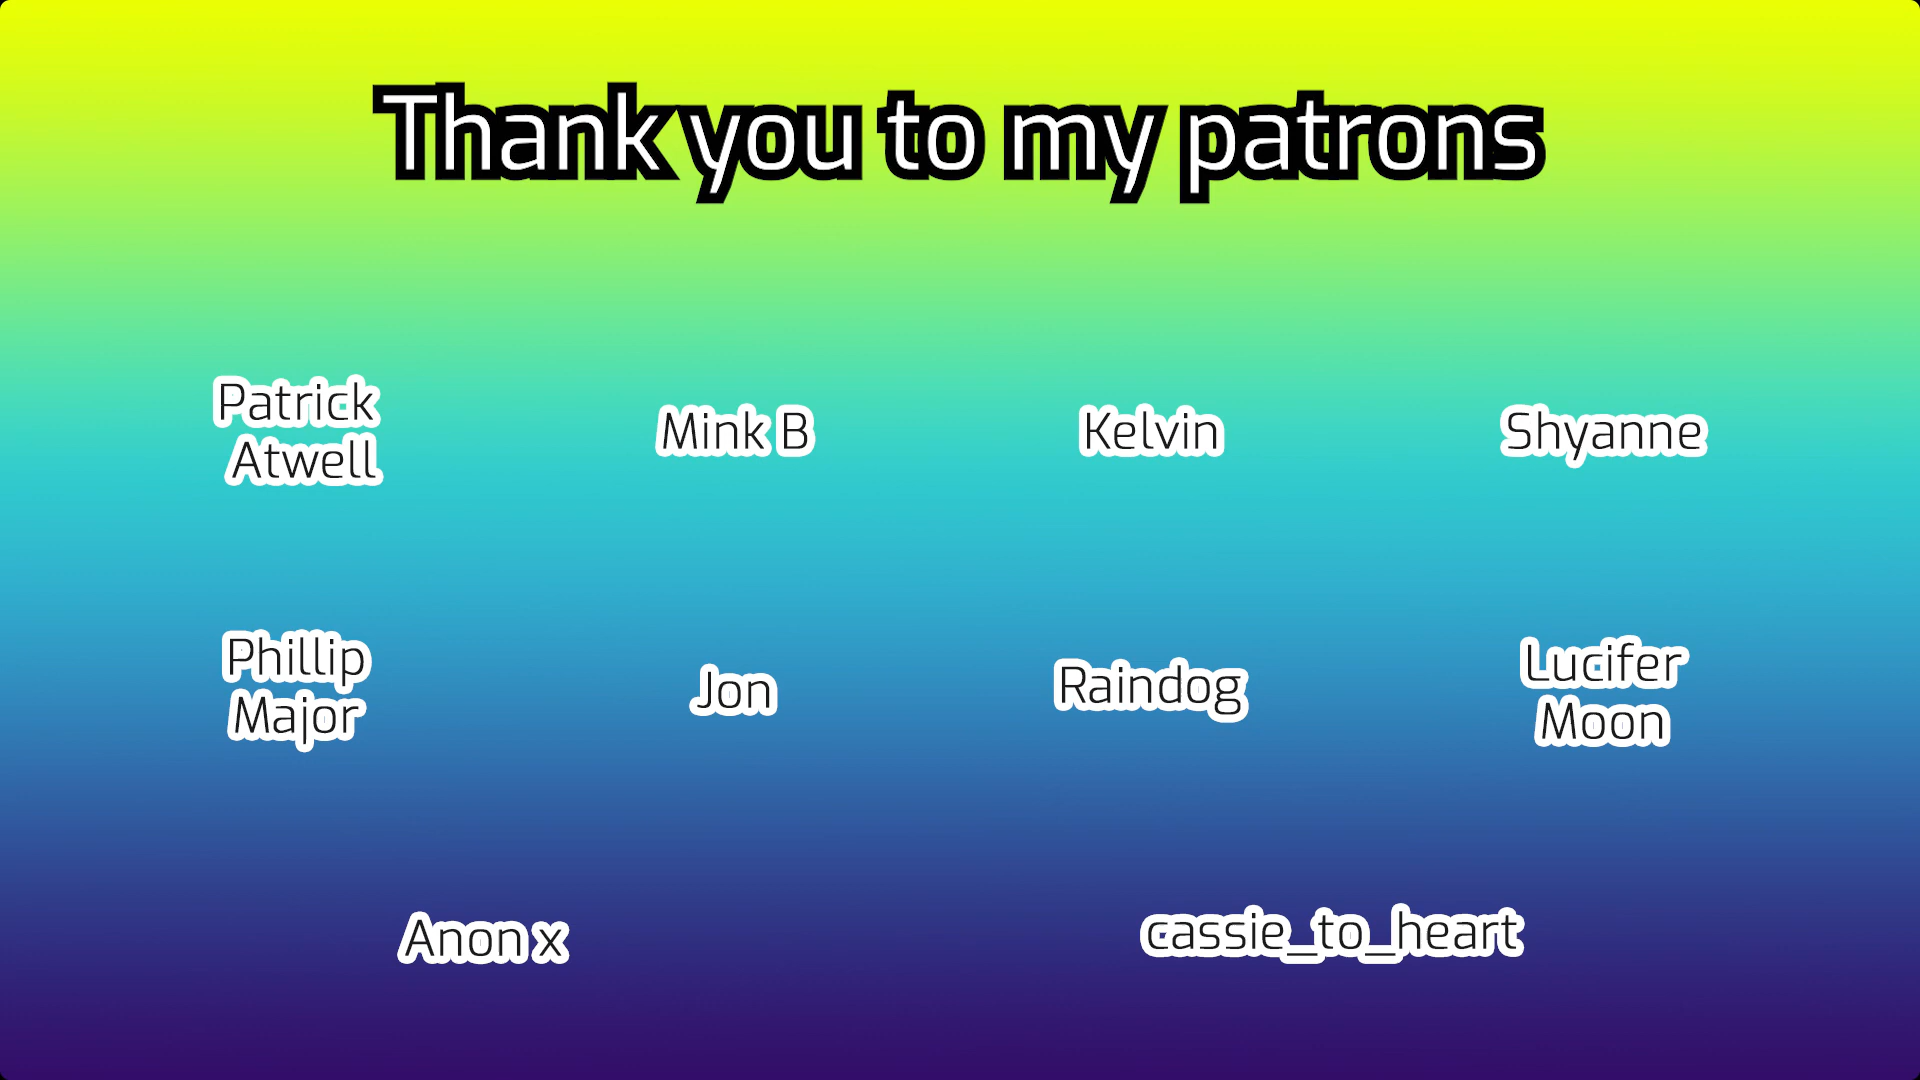 Thank you to my patrons
Patrick
Atwell
Mink B
Kelvin
Shyanne
Phillip
Major
Jon
Raindog
Lucifer
Moon
Anon x
cassie_to_heart